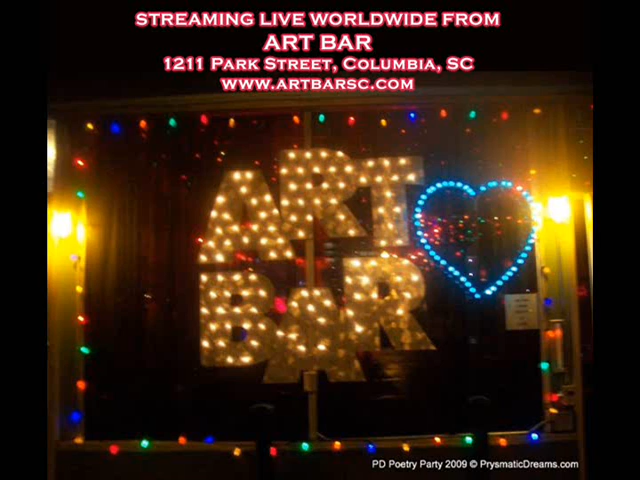 STREAMING LIVE WORLDWIDE FROM
ART BAR
1211 PARK STREET, COLUMBIA, SC
WWW.ARTBARSC.COM
ART
BAR
PD Poetry Party 2009 © PrysmaticDreams.com